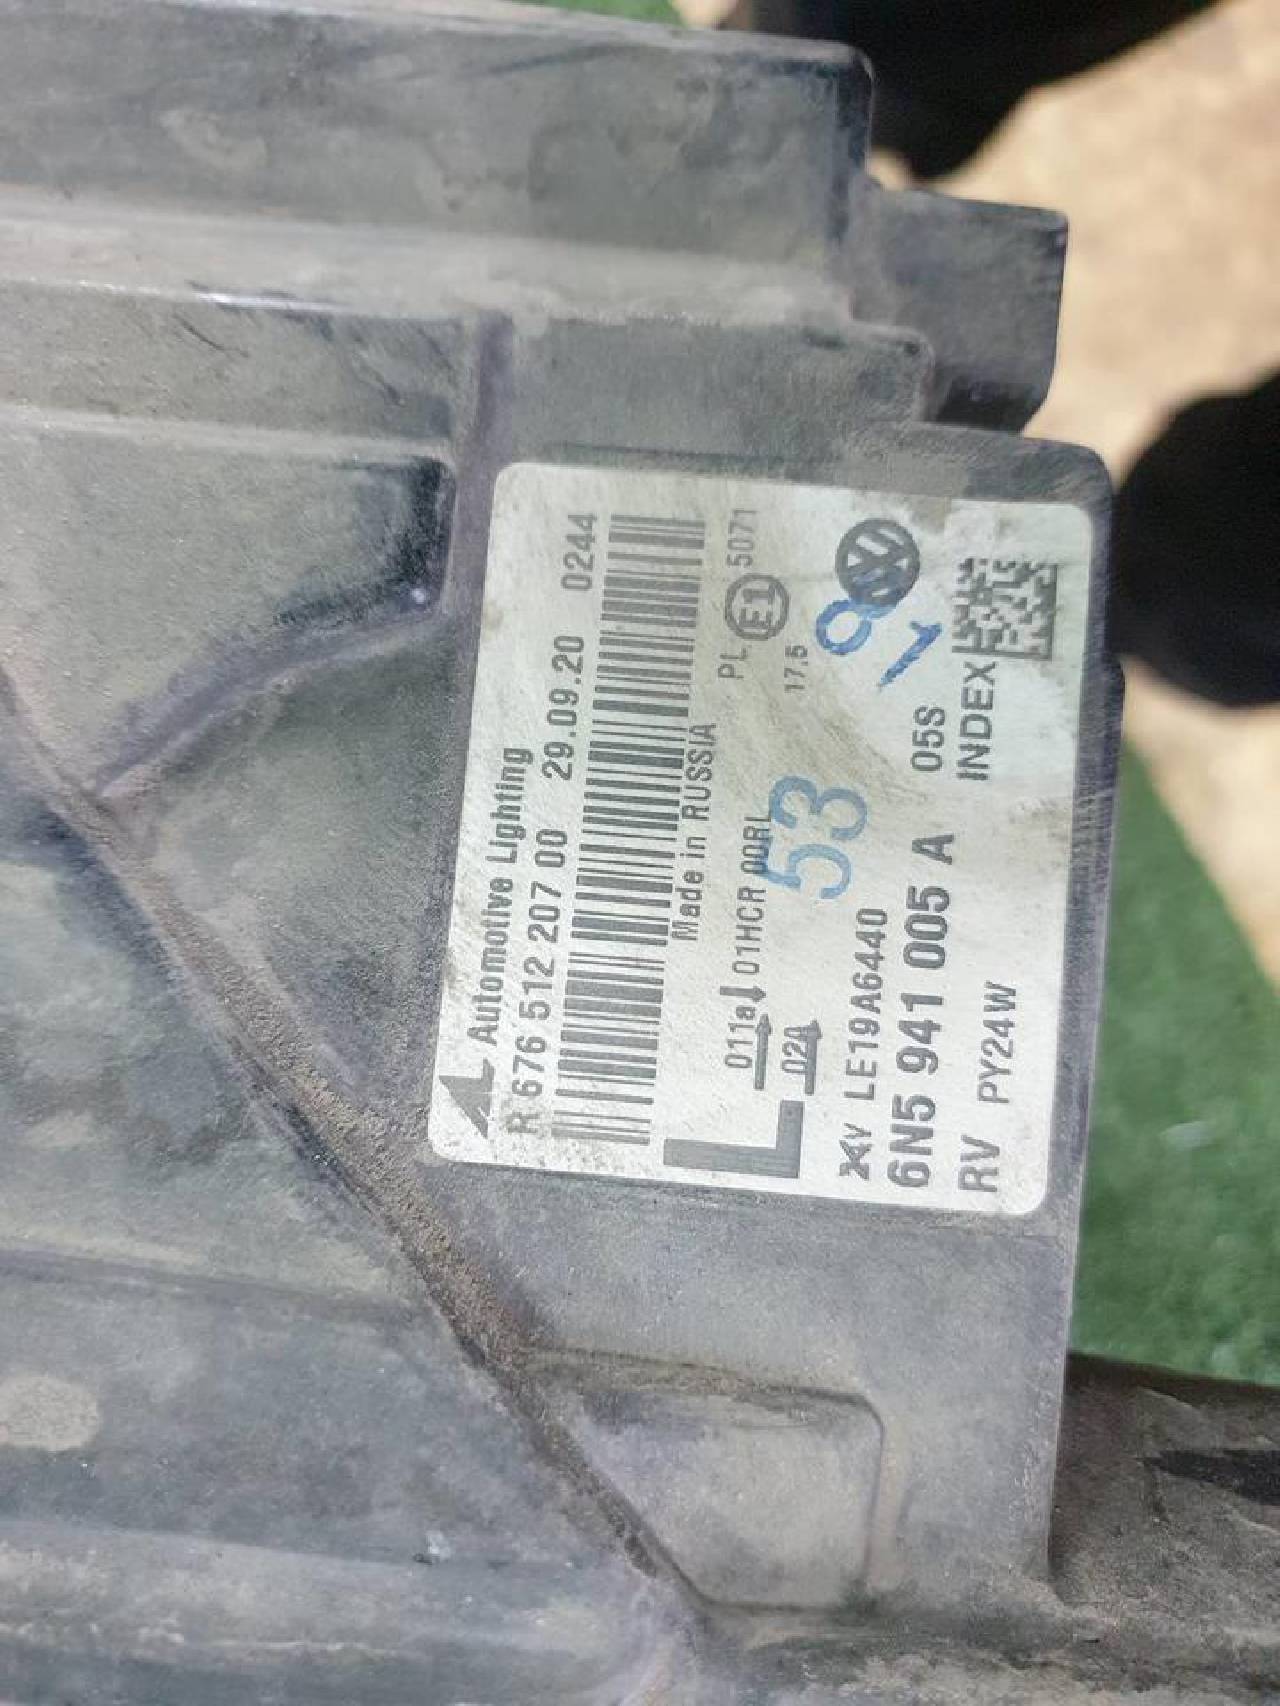 Automotive Lighting
R 676 512 207 00 29.09.20 0244
Made in RUSSIA
L 011a 01HCR 00RL PL E1 5071
02A 17,5
53
81
LE19A6440
6N5 941 005 A 05S
RV PY24W INDEX